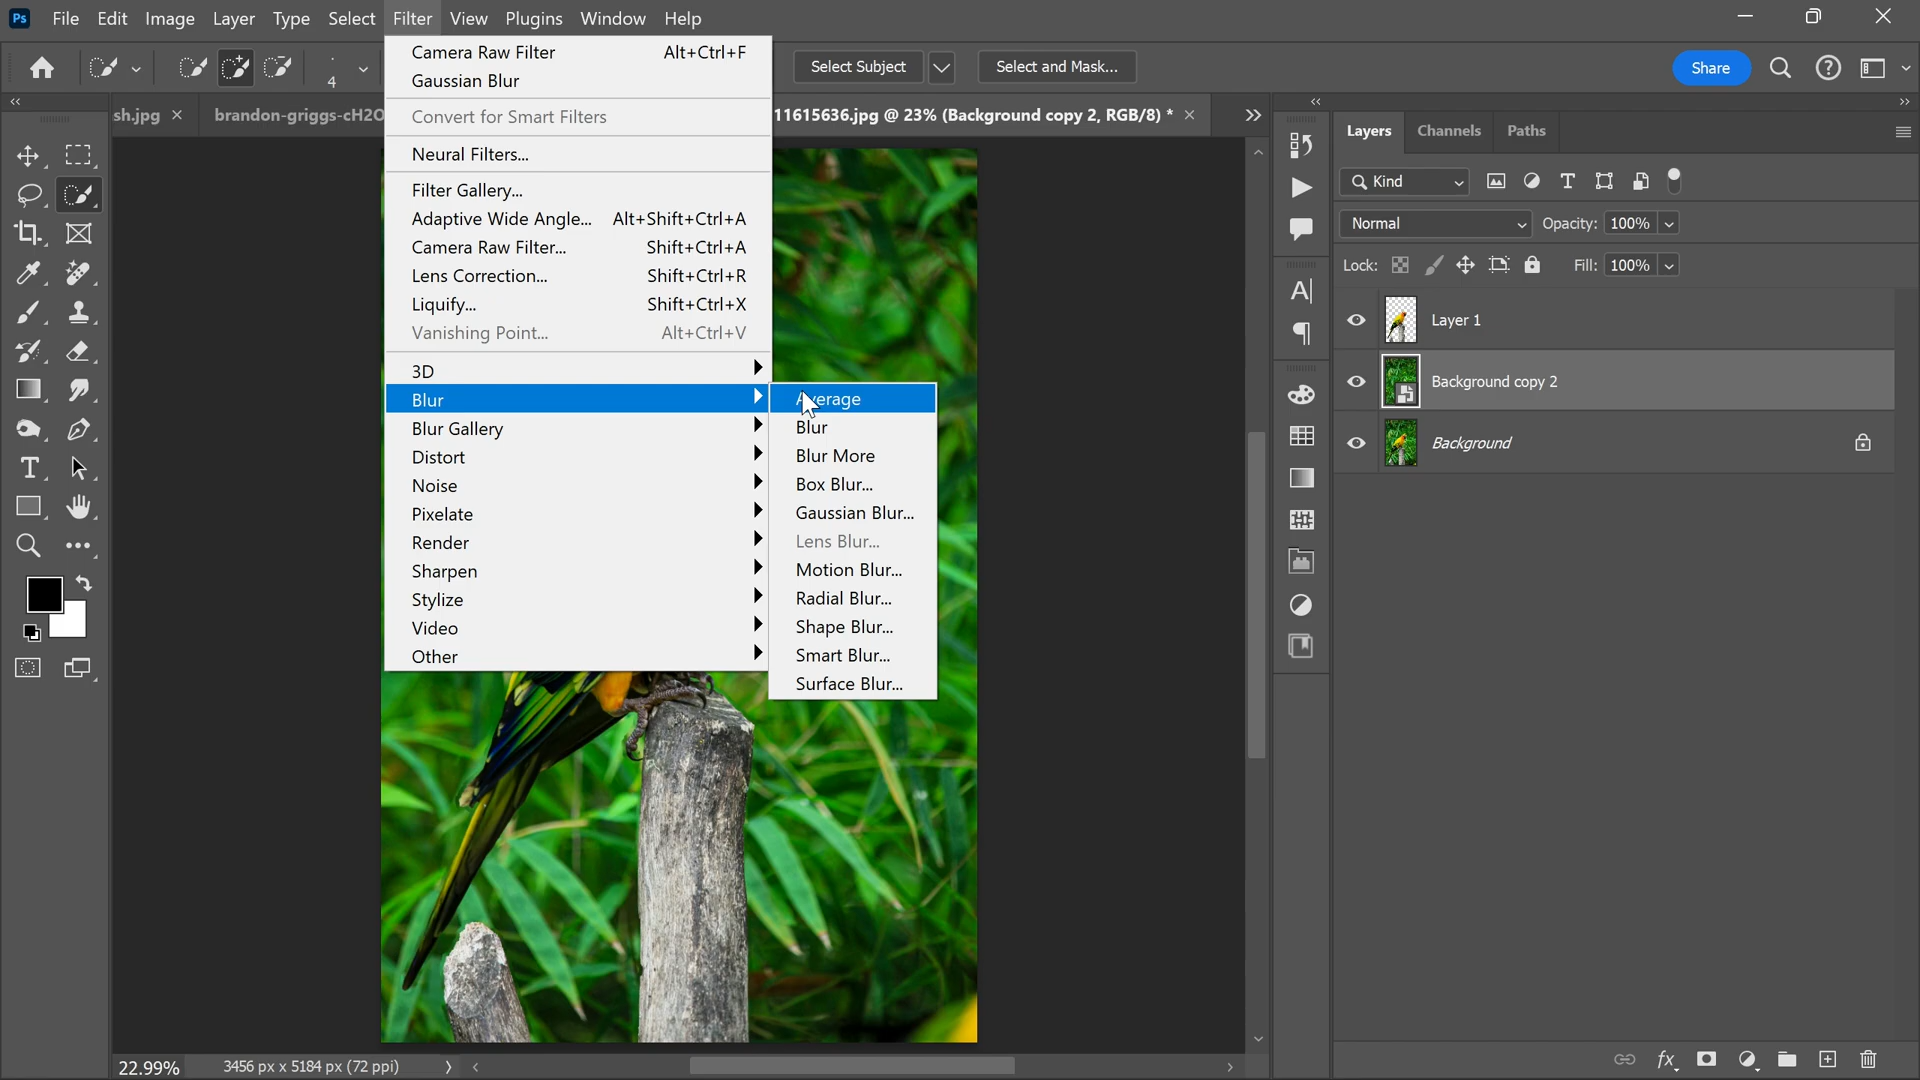 Ps File Edit Image Layer Type Select Filter View Plugins Window Help
4 Select Subject Select and Mask... Share
sh.jpg × brandon-griggs-cH2O 11615636.jpg @ 23% (Background copy 2, RGB/8) * ×
Camera Raw Filter Alt+Ctrl+F
Gaussian Blur
Convert for Smart Filters
Neural Filters...
Filter Gallery...
Adaptive Wide Angle... Alt+Shift+Ctrl+A
Camera Raw Filter... Shift+Ctrl+A
Lens Correction... Shift+Ctrl+R
Liquify... Shift+Ctrl+X
Vanishing Point... Alt+Ctrl+V
3D
Blur
Blur Gallery
Distort
Noise
Pixelate
Render
Sharpen
Stylize
Video
Other
Average
Blur
Blur More
Box Blur...
Gaussian Blur...
Lens Blur...
Motion Blur...
Radial Blur...
Shape Blur...
Smart Blur...
Surface Blur...
Layers Channels Paths
Kind
Normal Opacity: 100%
Lock: Fill: 100%
Layer 1
Background copy 2
Background
fx
22.99% 3456 px x 5184 px (72 ppi)